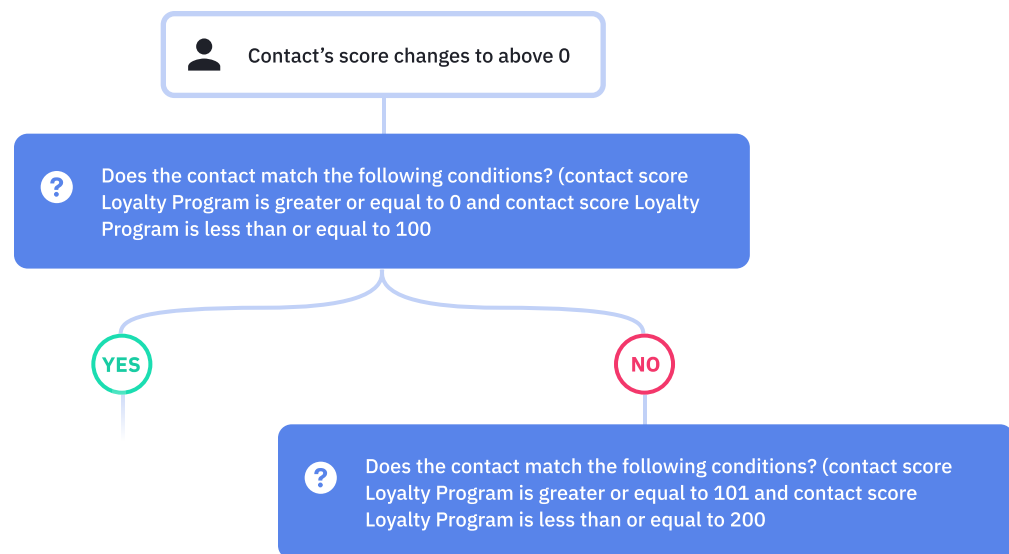 Contact’s score changes to above 0
?
Does the contact match the following conditions? (contact score
Loyalty Program is greater or equal to 0 and contact score Loyalty
Program is less than or equal to 100
YES
NO
?
Does the contact match the following conditions? (contact score
Loyalty Program is greater or equal to 101 and contact score
Loyalty Program is less than or equal to 200